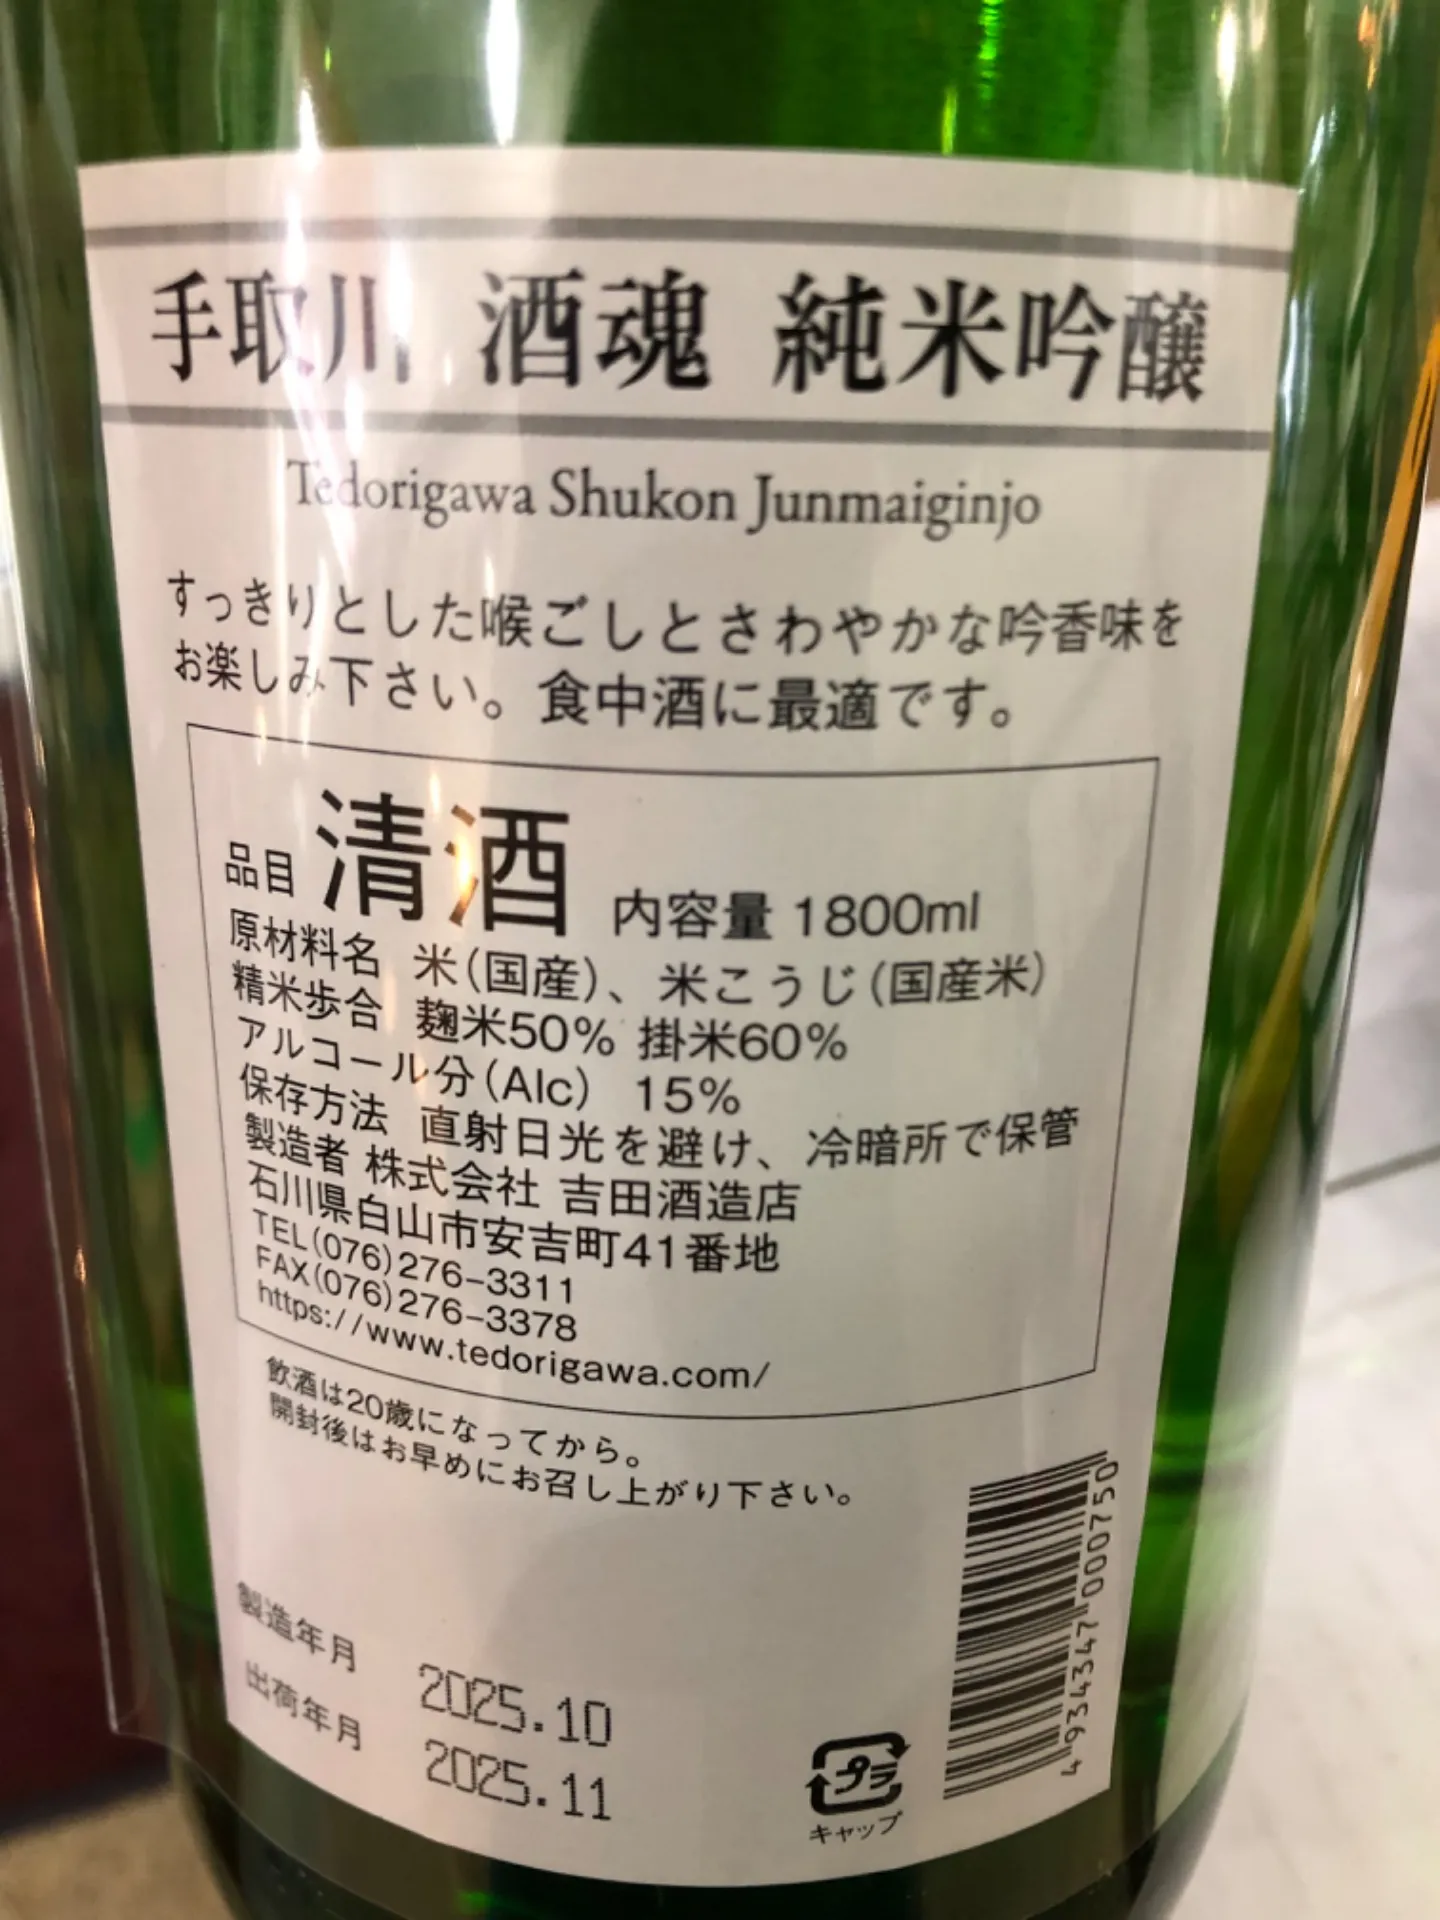 手取川 酒魂 純米吟醸
Tedorigawa Shukon Junmaiginjo
すっきりとした喉ごしとさわやかな吟香味を
お楽しみ下さい。食中酒に最適です。
品目 清酒 内容量 1800ml
原材料名 米(国産)、米こうじ(国産米)
精米歩合 麹米50% 掛米60%
アルコール分(Alc) 15%
保存方法 直射日光を避け、冷暗所で保管
製造者 株式会社 吉田酒造店
石川県白山市安吉町41番地
TEL(076)276-3311
FAX(076)276-3378
https://www.tedorigawa.com/
飲酒は20歳になってから。
開封後はお早めにお召し上がり下さい。
製造年月 2025.10
出荷年月 2025.11
プラ
キャップ
4934347000750